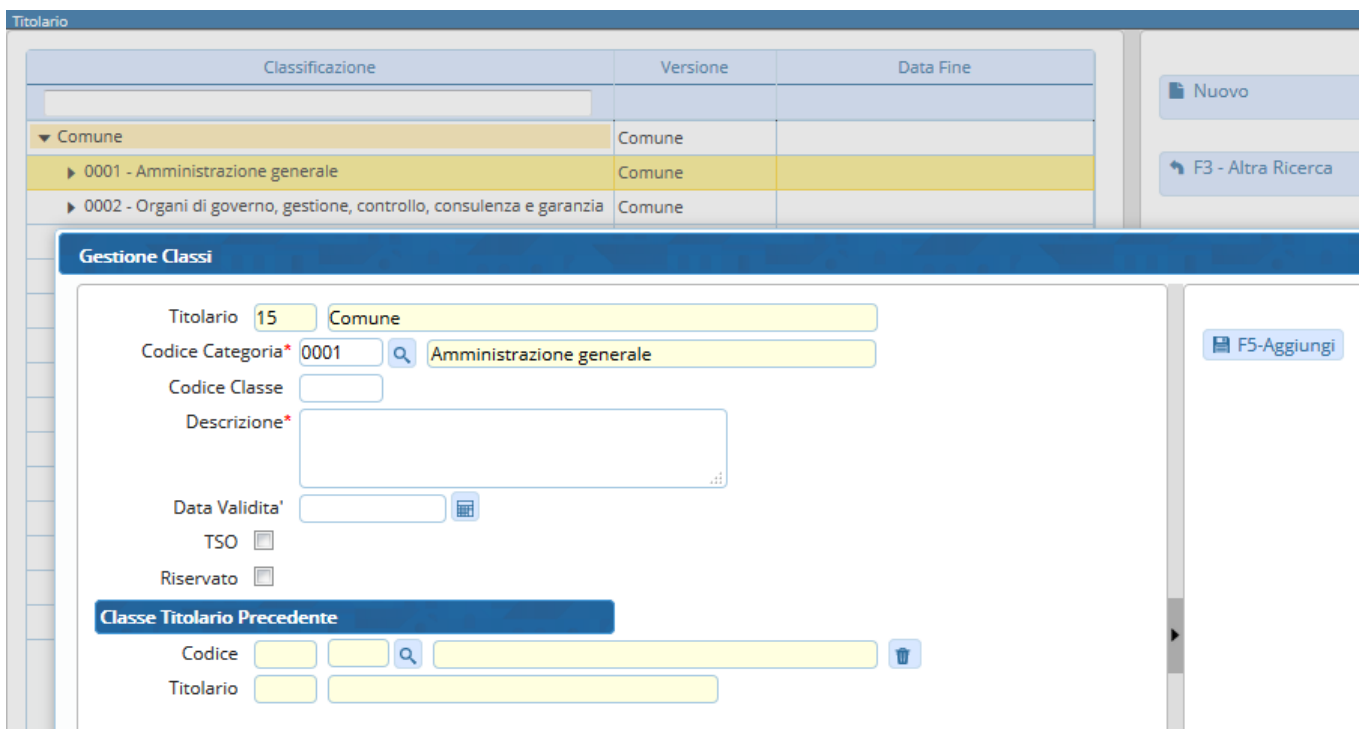 Titolario
Classificazione Versione Data Fine
Nuovo
Comune Comune
0001 - Amministrazione generale Comune
F3 - Altra Ricerca
0002 - Organi di governo, gestione, controllo, consulenza e garanzia Comune
Gestione Classi
Titolario 15 Comune
Codice Categoria* 0001 Amministrazione generale
F5-Aggiungi
Codice Classe
Descrizione*
Data Validita'
TSO
Riservato
Classe Titolario Precedente
Codice
Titolario